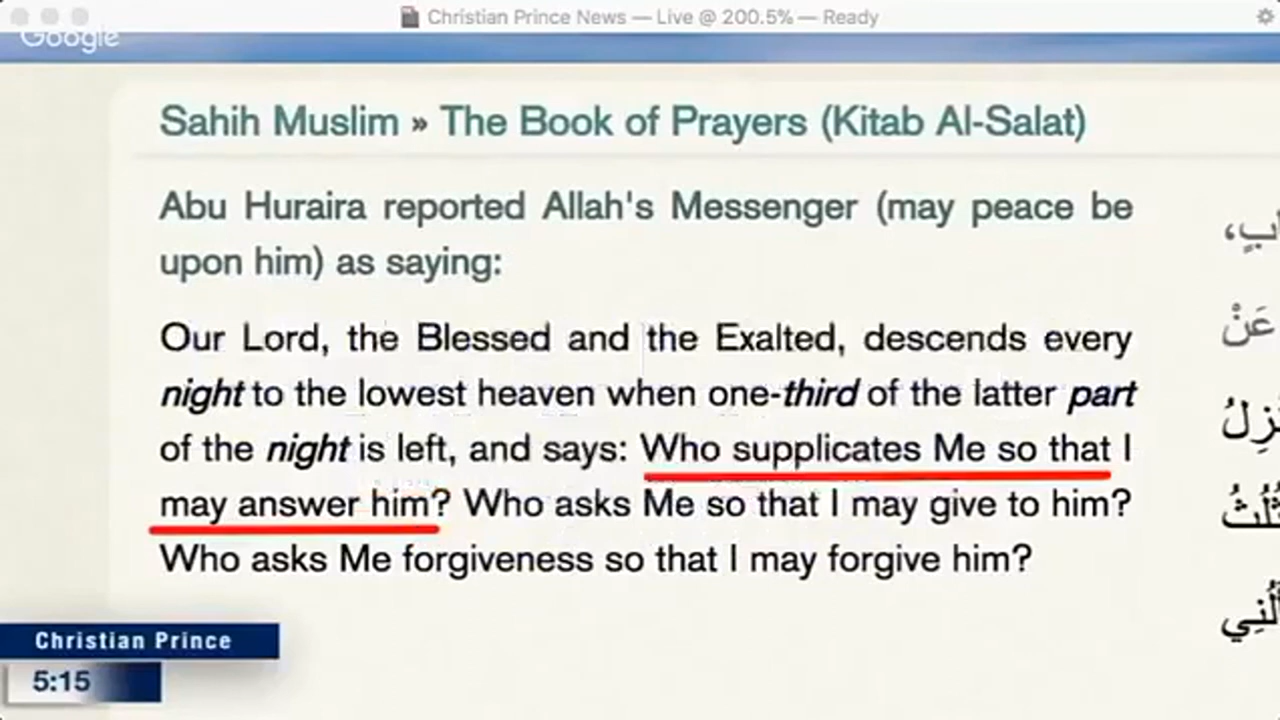 Christian Prince News — Live @ 200.5% — Ready
Google
Sahih Muslim » The Book of Prayers (Kitab Al-Salat)
Abu Huraira reported Allah's Messenger (may peace be
upon him) as saying:
Our Lord, the Blessed and the Exalted, descends every
night to the lowest heaven when one-third of the latter part
of the night is left, and says: Who supplicates Me so that I
may answer him? Who asks Me so that I may give to him?
Who asks Me forgiveness so that I may forgive him?
عَنْ
Christian Prince
5:15